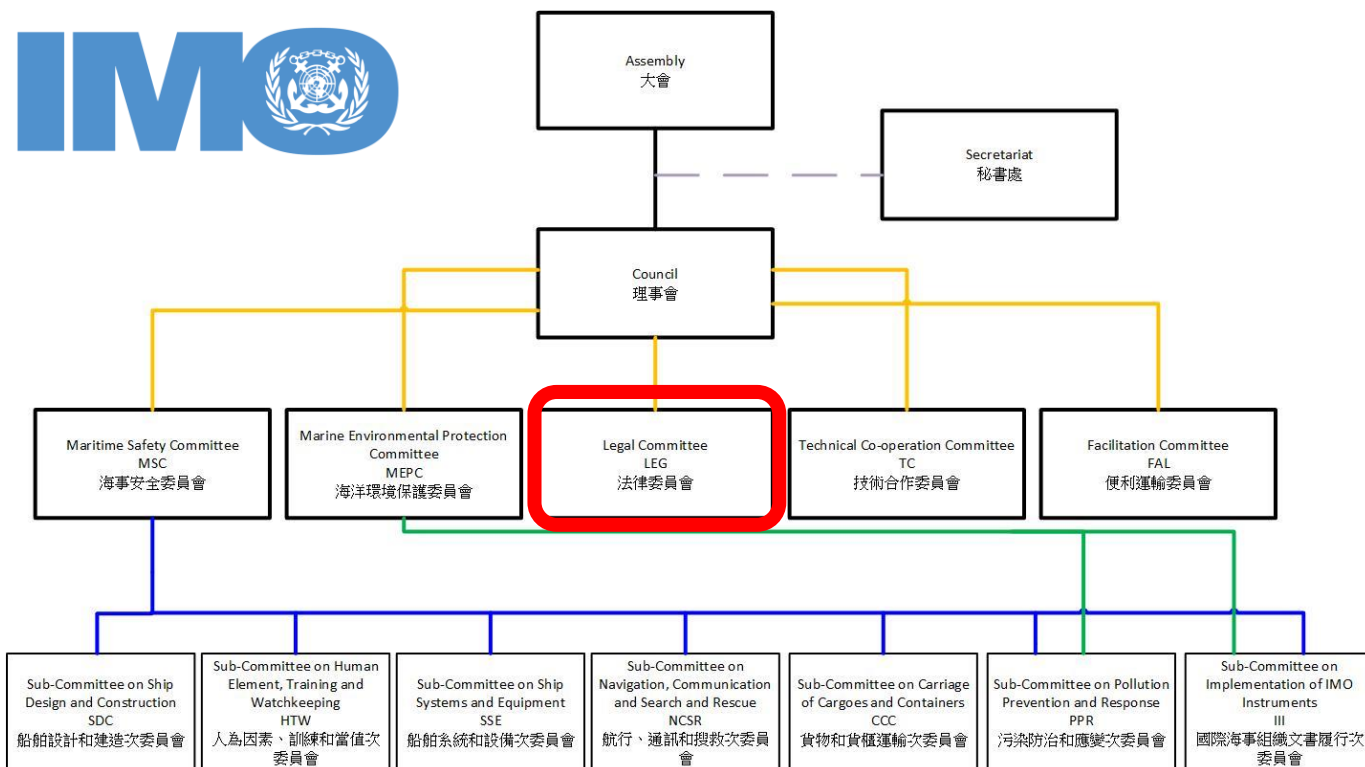 IMO
Assembly
大會
Secretariat
秘書處
Council
理事會
Maritime Safety Committee
MSC
海事安全委員會
Marine Environmental Protection
Committee
MEPC
海洋環境保護委員會
Legal Committee
LEG
法律委員會
Technical Co-operation Committee
TC
技術合作委員會
Facilitation Committee
FAL
便利運輸委員會
Sub-Committee on Ship
Design and Construction
SDC
船舶設計和建造次委員會
Sub-Committee on Human
Element, Training and
Watchkeeping
HTW
人為因素、訓練和當值次
委員會
Sub-Committee on Ship
Systems and Equipment
SSE
船舶系統和設備次委員會
Sub-Committee on
Navigation, Communication
and Search and Rescue
NCSR
航行、通訊和搜救次委員
會
Sub-Committee on Carriage
of Cargoes and Containers
CCC
貨物和貨櫃運輸次委員會
Sub-Committee on Pollution
Prevention and Response
PPR
污染防治和應變次委員會
Sub-Committee on
Implementation of IMO
Instruments
III
國際海事組織文書履行次
委員會